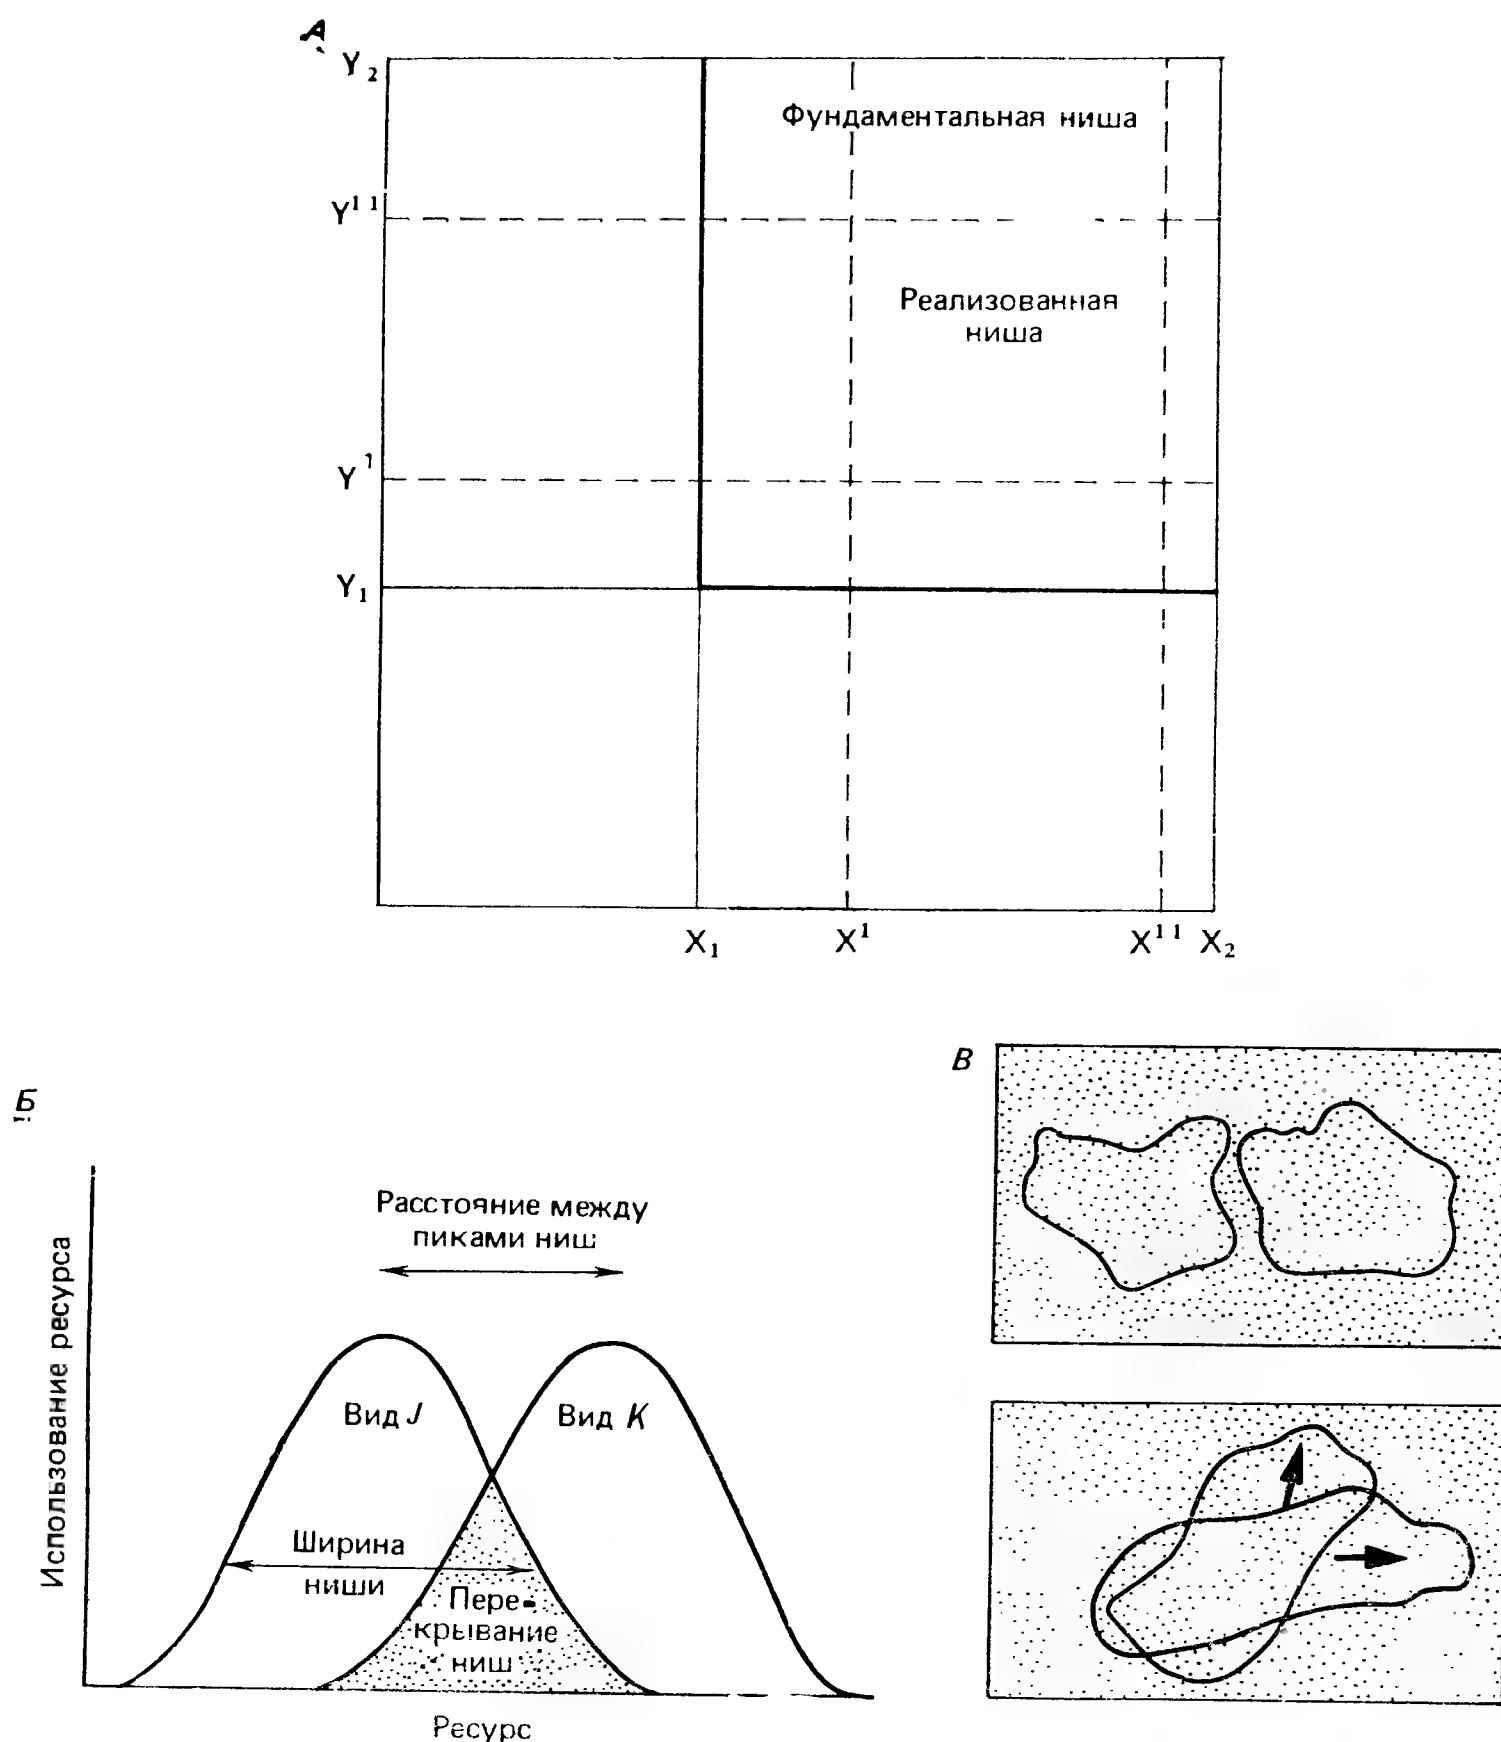 А
Y₂
Фундаментальная ниша
Y¹¹
Реализованная
ниша
Y¹
Y₁
X₁ X¹ X¹¹ X₂
Б
В
Расстояние между
пиками ниш
Использование ресурса
Вид J
Вид K
Ширина
ниши
Пере-
крывание
ниш
Ресурс